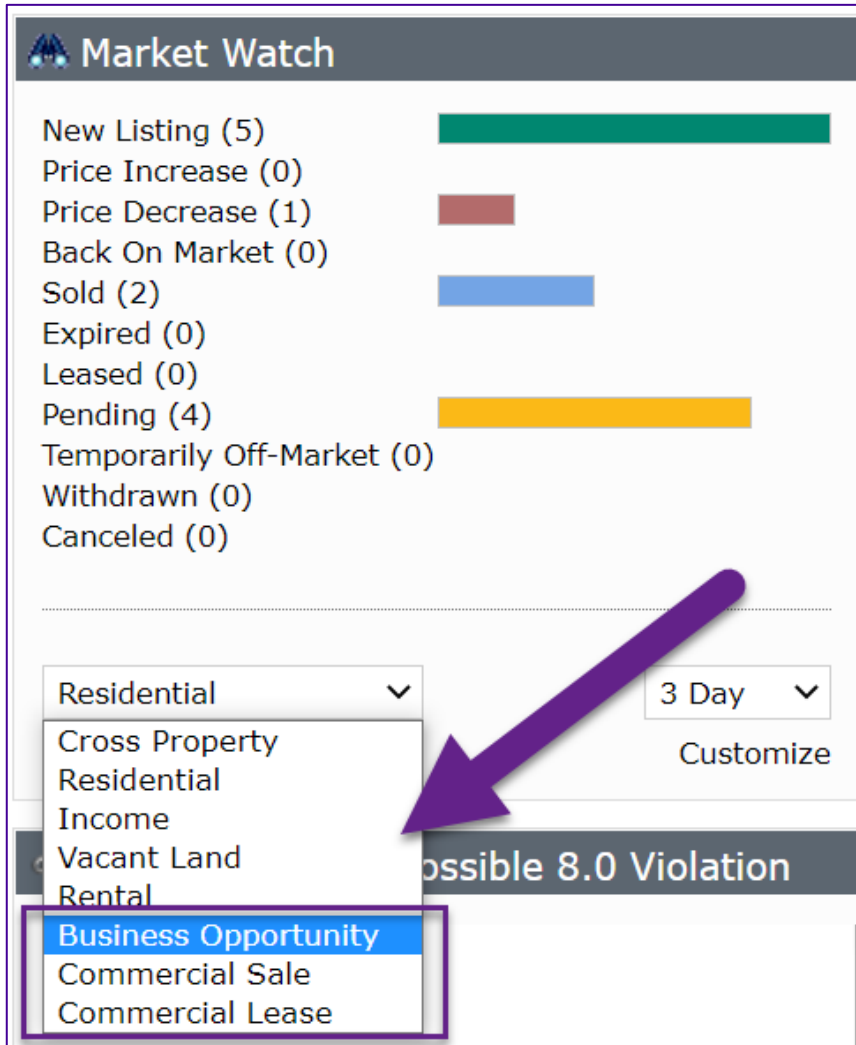 Market Watch
New Listing (5)
Price Increase (0)
Price Decrease (1)
Back On Market (0)
Sold (2)
Expired (0)
Leased (0)
Pending (4)
Temporarily Off-Market (0)
Withdrawn (0)
Canceled (0)
Residential 3 Day
Customize
Cross Property
Residential
Income
Vacant Land
Rental
Business Opportunity
Commercial Sale
Commercial Lease
8.0 Violation